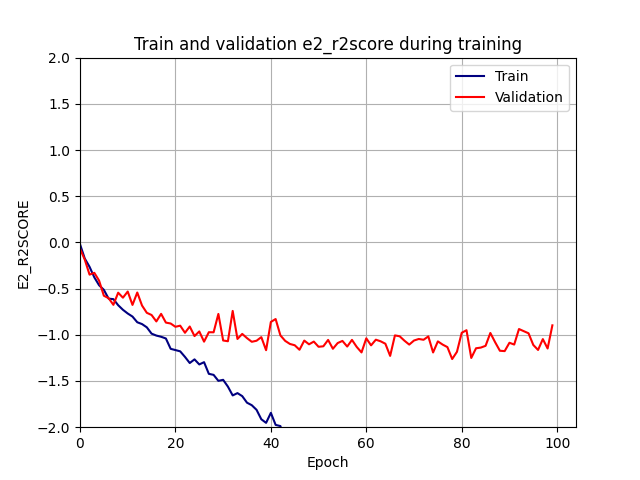 Train and validation e2_r2score during training
Train
Validation
2.0
1.5
1.0
0.5
0.0
−0.5
−1.0
−1.5
−2.0
E2_R2SCORE
0 20 40 60 80 100
Epoch